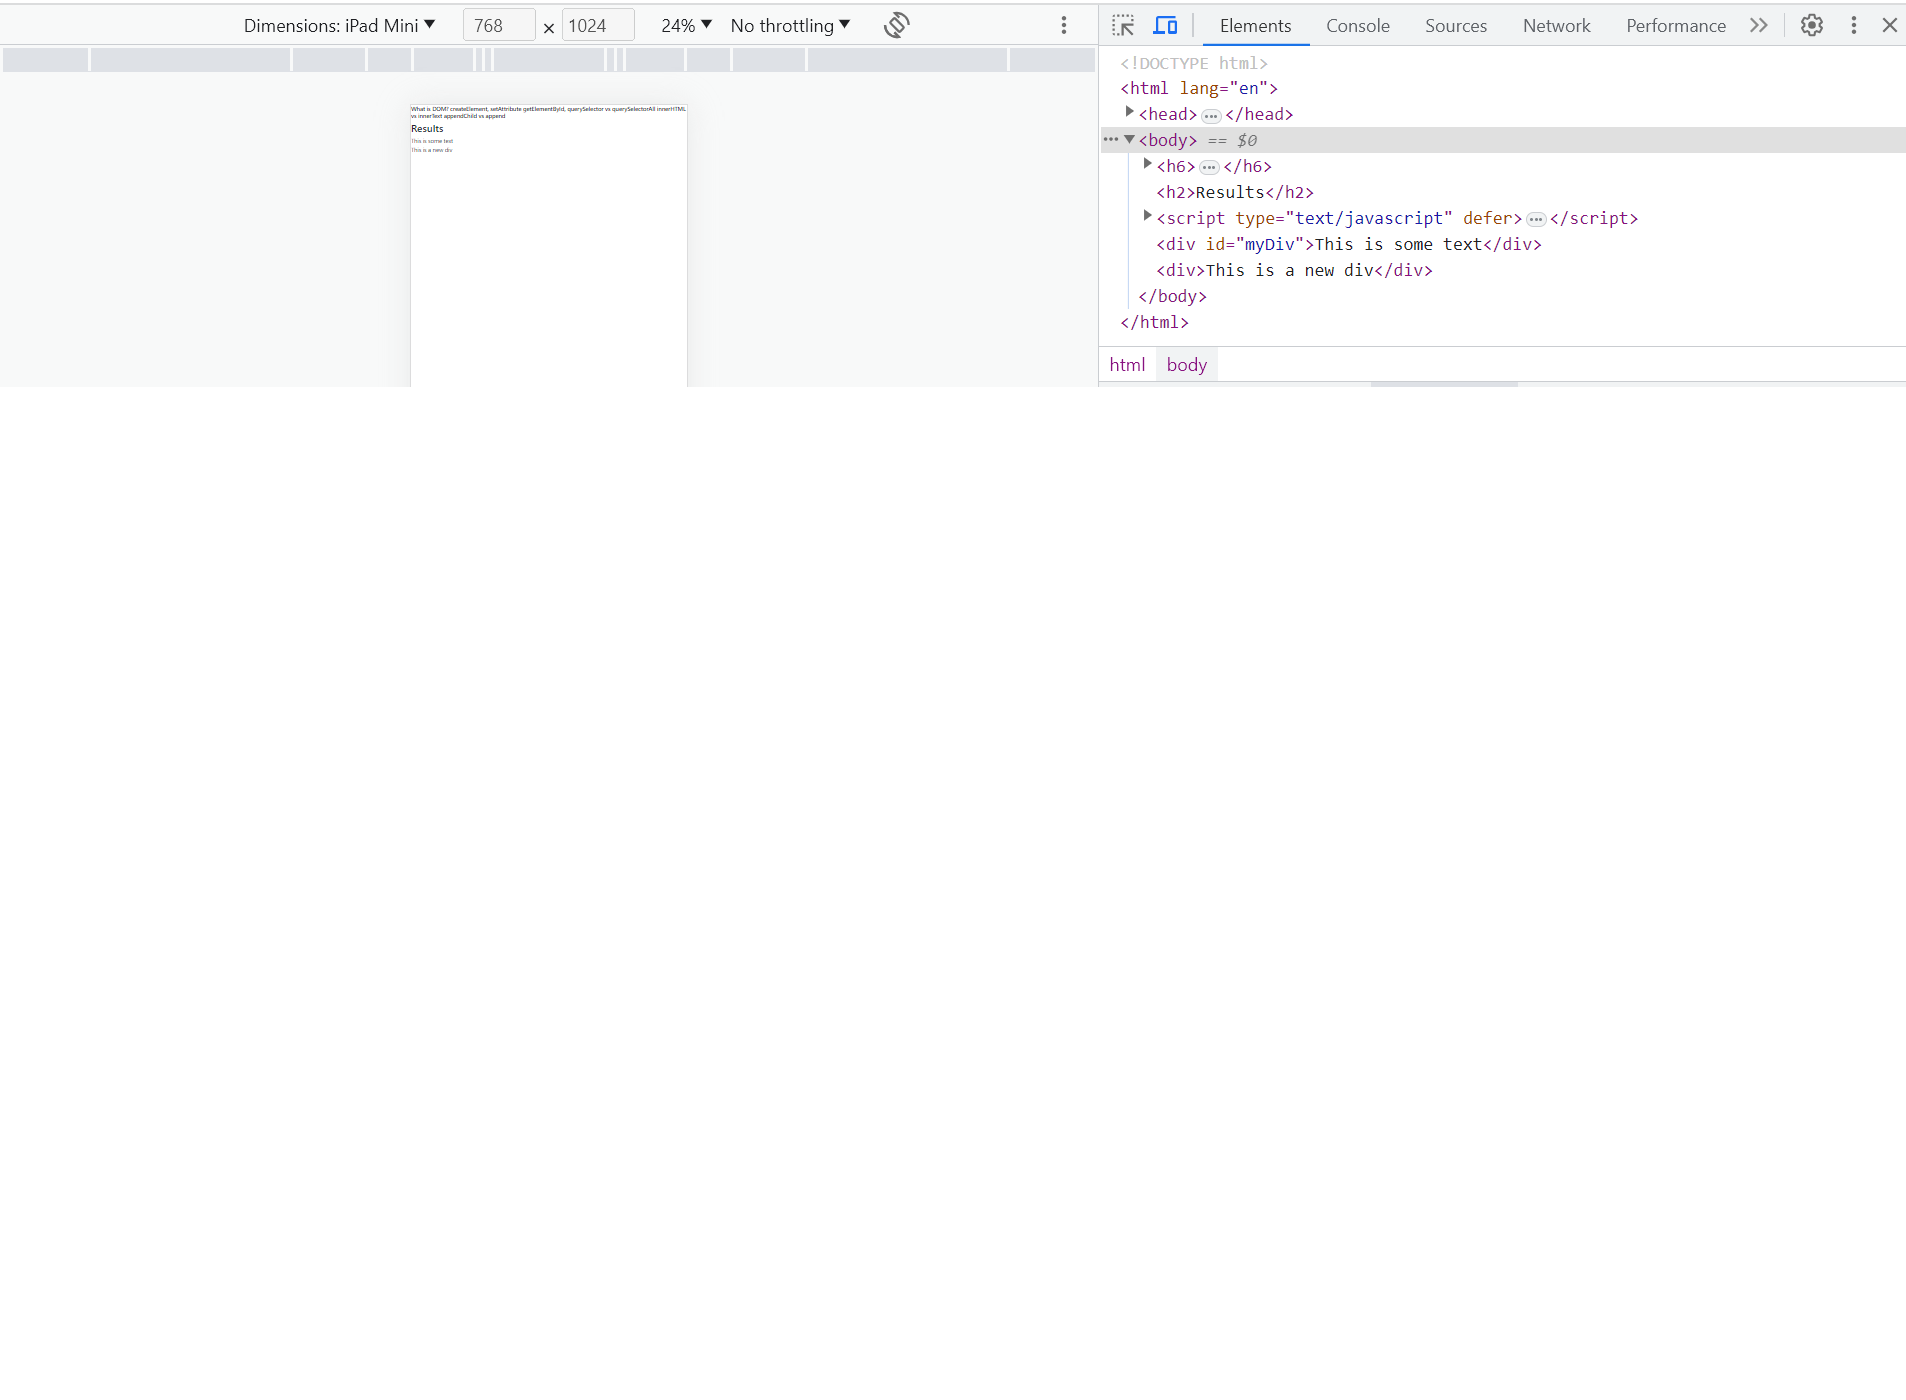 Dimensions: iPad Mini 768 × 1024 24% No throttling
What is DOM? createElement, setAttribute getElementById, querySelector vs querySelectorAll innerHTML
vs innerText appendChild vs append
Results
This is some text
This is a new div
Elements Console Sources Network Performance
<!DOCTYPE html>
<html lang="en">
<head> ••• </head>
••• <body> == $0
<h6> ••• </h6>
<h2>Results</h2>
<script type="text/javascript" defer> ••• </script>
<div id="myDiv">This is some text</div>
<div>This is a new div</div>
</body>
</html>
html body